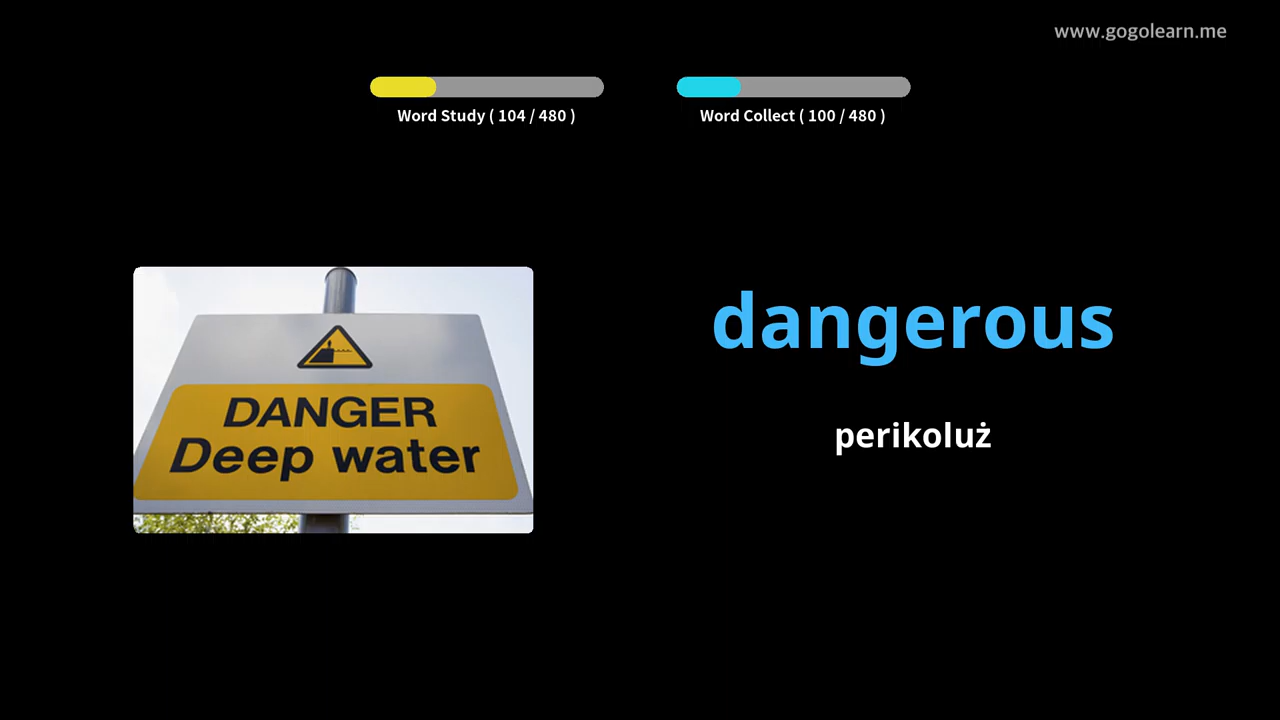 www.gogolearn.me
Word Study ( 104 / 480 )
Word Collect ( 100 / 480 )
DANGER
Deep water
dangerous
perikoluż